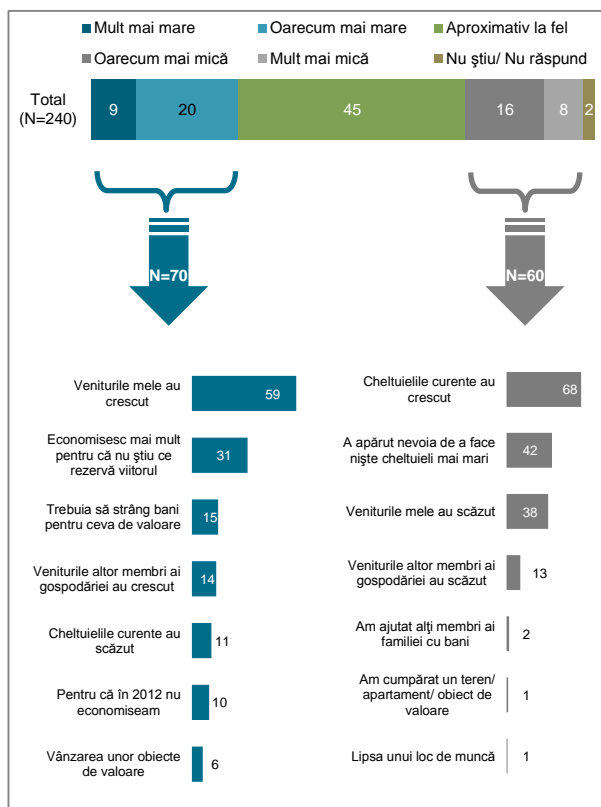 Mult mai mare
Oarecum mai mare
Aproximativ la fel
Oarecum mai mică
Mult mai mică
Nu ştiu/ Nu răspund
Total
(N=240)
9
20
45
16
8
2
N=70
N=60
Veniturile mele au
crescut
59
Economisesc mai mult
pentru că nu ştiu ce
rezervă viitorul
31
Trebuia să strâng bani
pentru ceva de valoare
15
Veniturile altor membri ai
gospodăriei au crescut
14
Cheltuielile curente au
scăzut
11
Pentru că în 2012 nu
economiseam
10
Vânzarea unor obiecte
de valoare
6
Cheltuielile curente au
crescut
68
A apărut nevoia de a face
nişte cheltuieli mai mari
42
Veniturile mele au scăzut
38
Veniturile altor membri ai
gospodăriei au scăzut
13
Am ajutat alţi membri ai
familiei cu bani
2
Am cumpărat un teren/
apartament/ obiect de
valoare
1
Lipsa unui loc de muncă
1